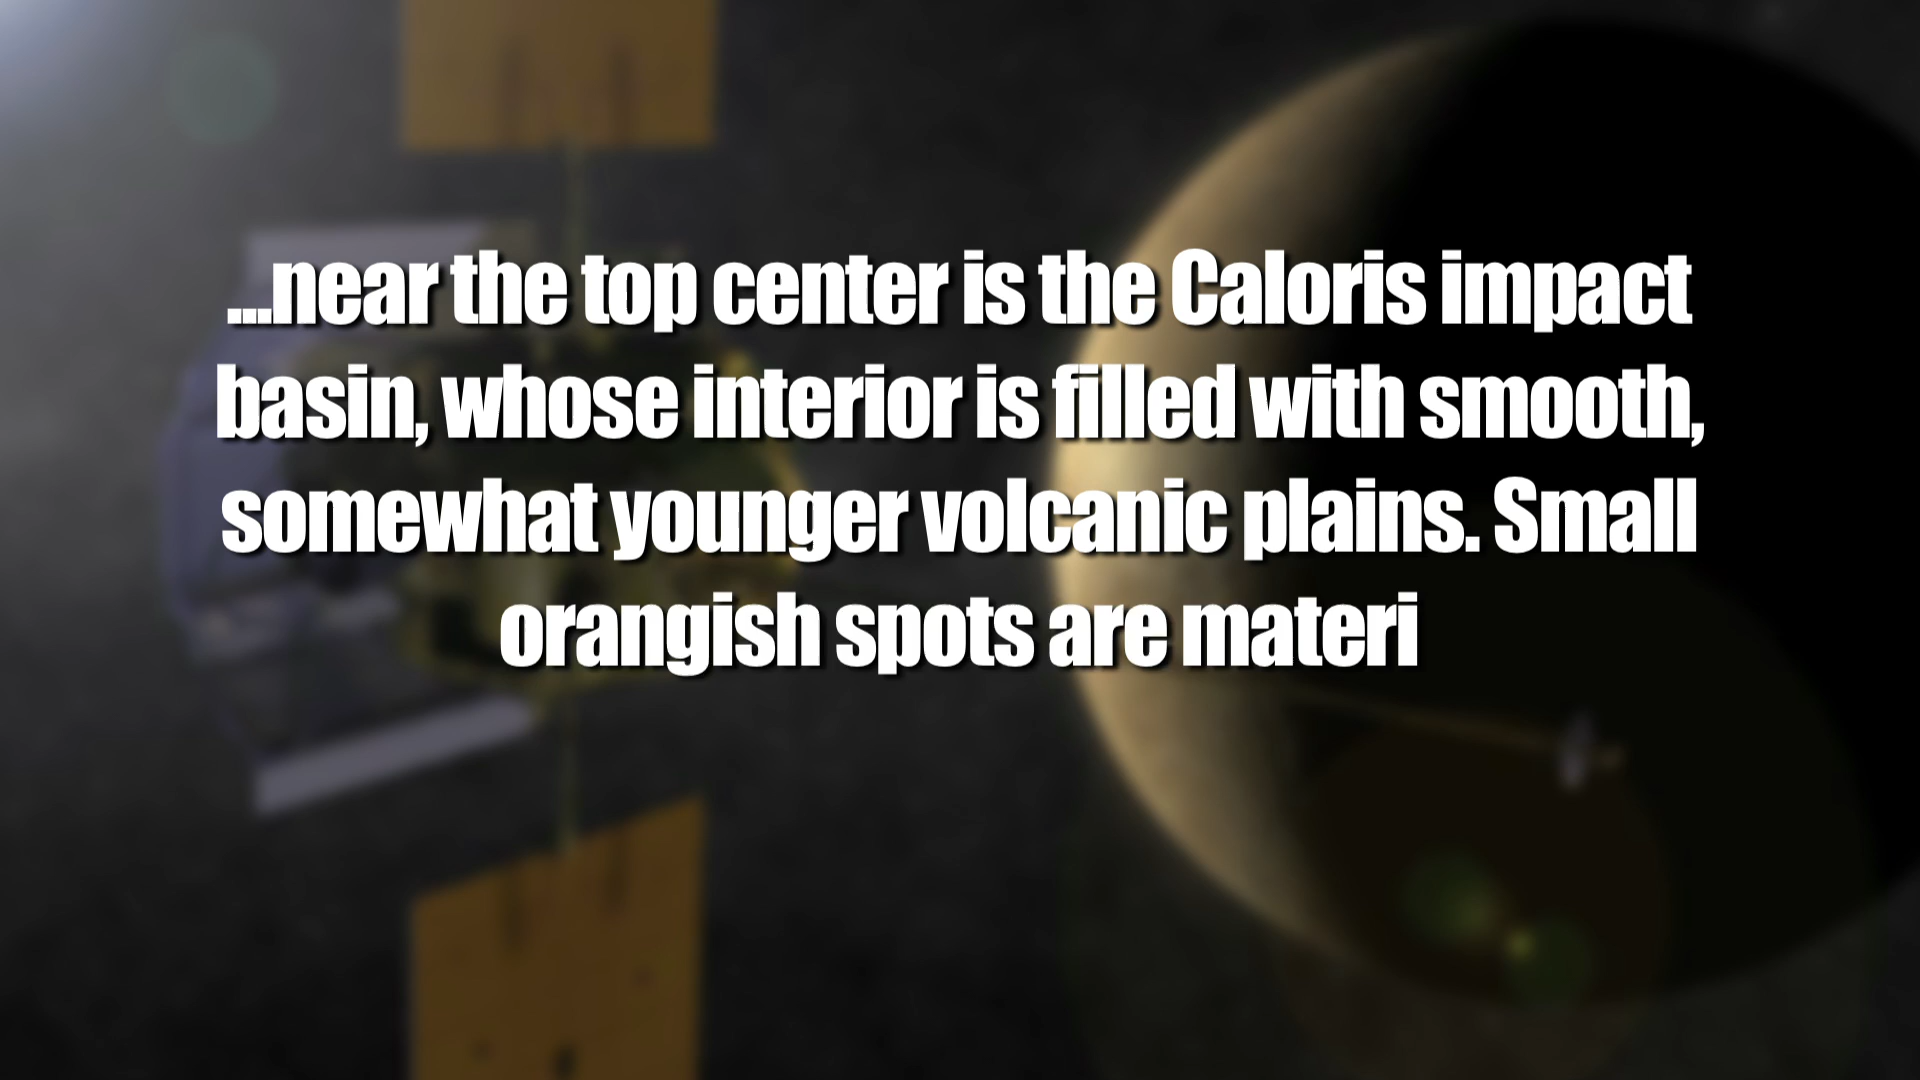 ...near the top center is the Caloris impact
basin, whose interior is filled with smooth,
somewhat younger volcanic plains. Small
orangish spots are materi